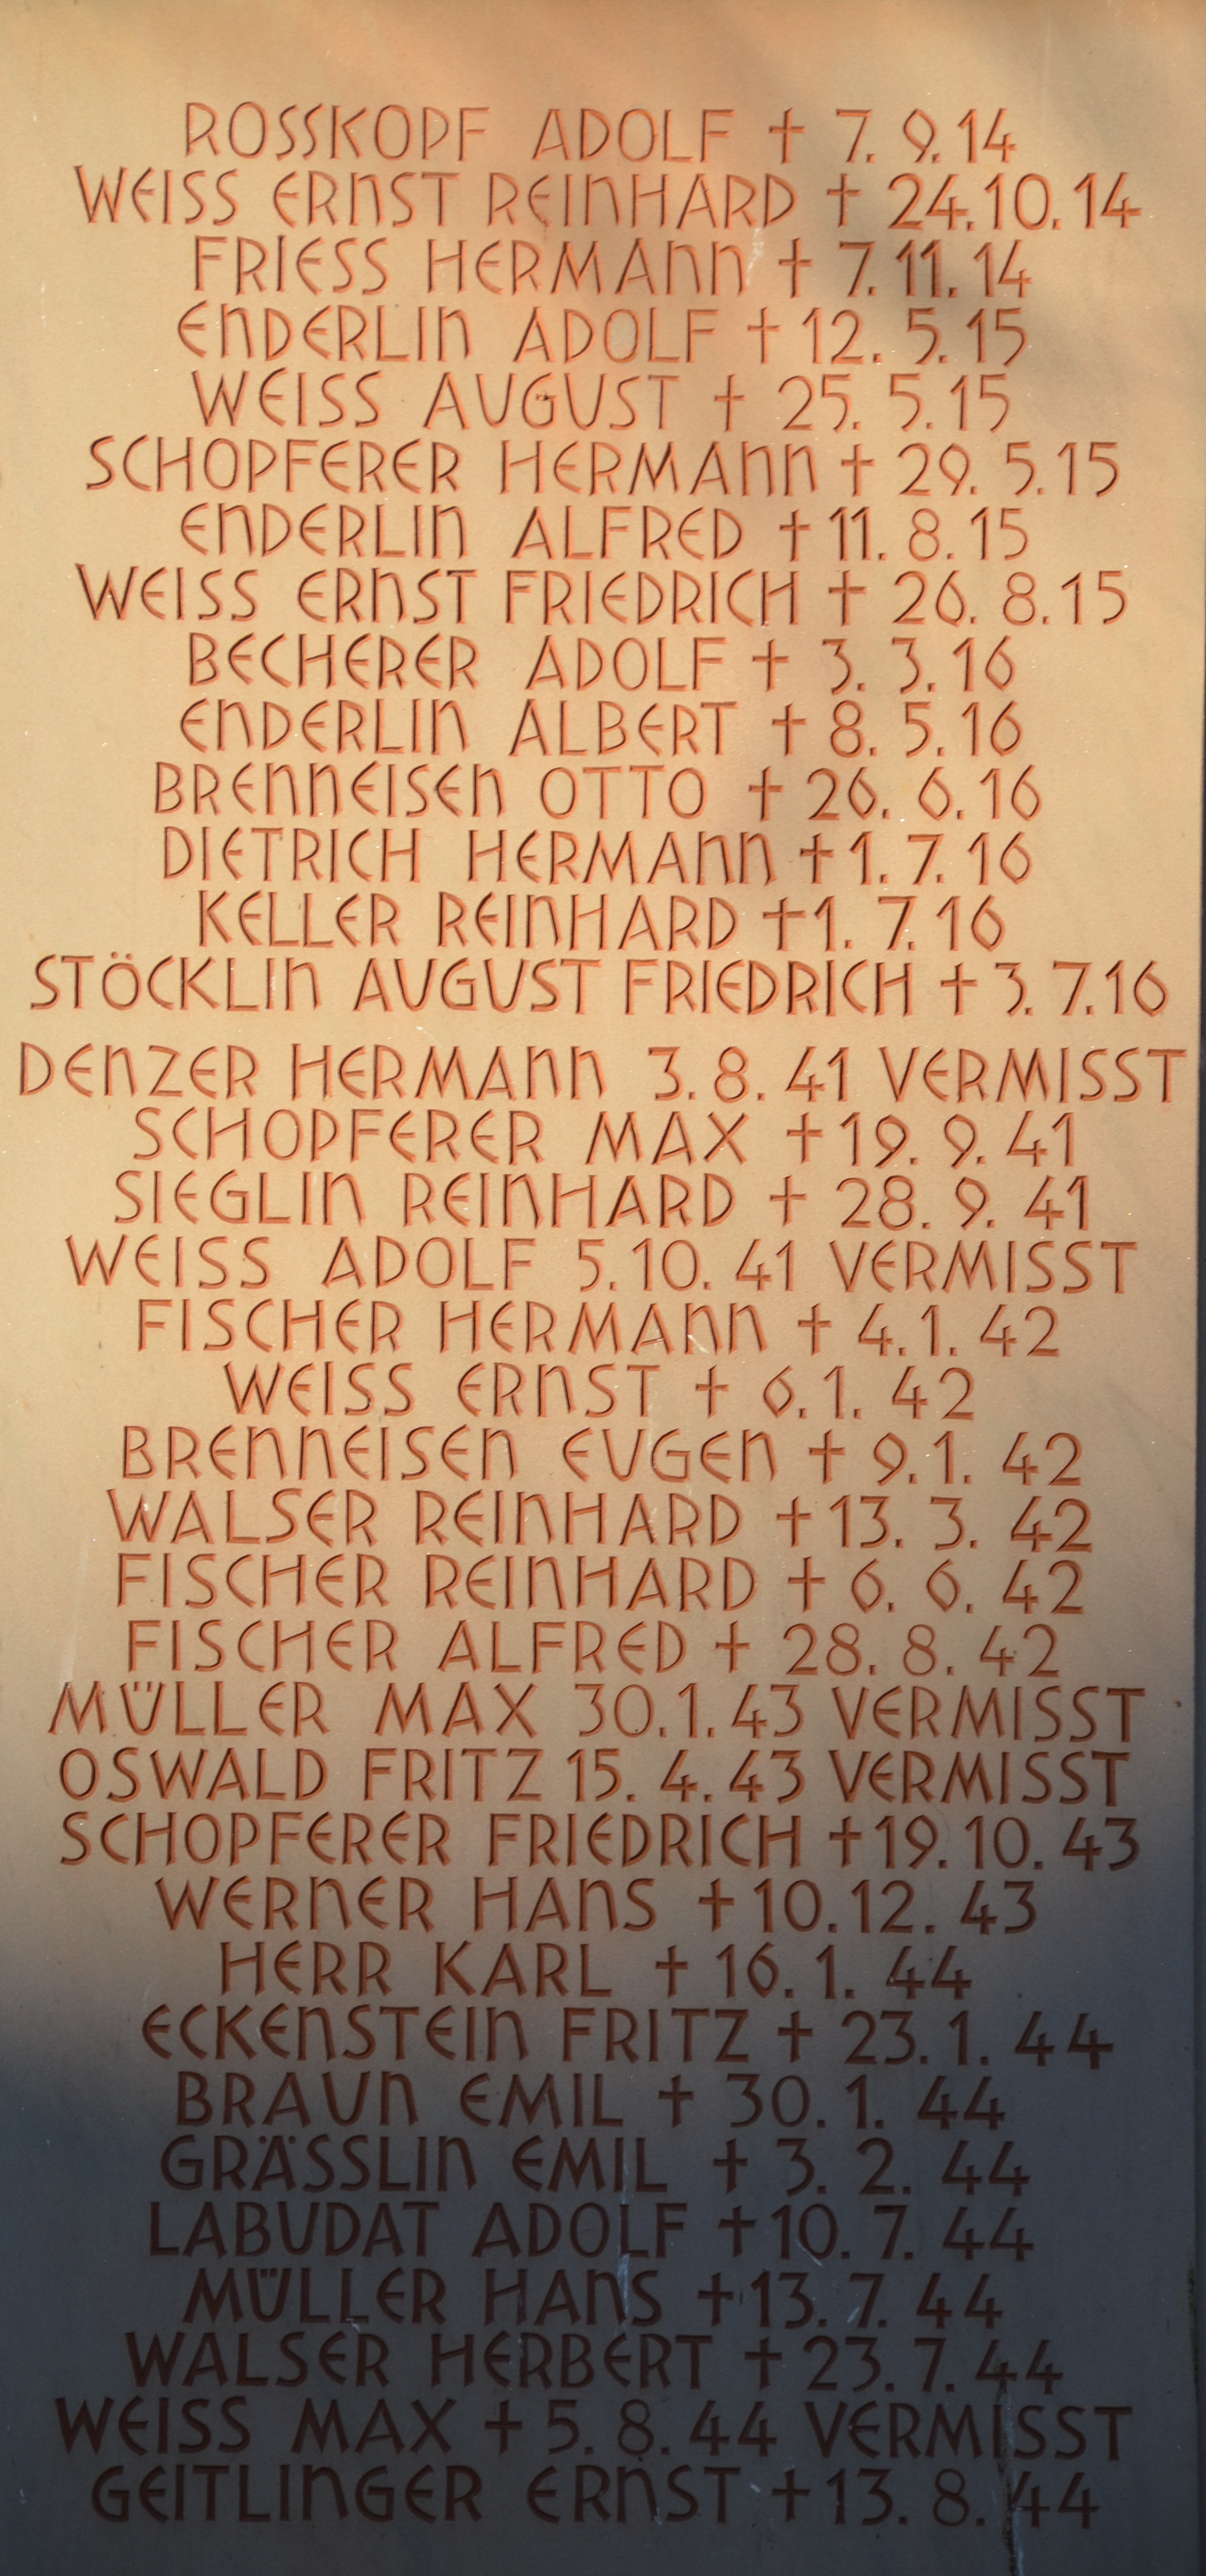 ROSSKOPF ADOLF † 7. 9. 14
WEISS ERNST REINHARD † 24. 10. 14
FRIESS HERMANN † 7. 11. 14
ENDERLIN ADOLF † 12. 5. 15
WEISS AUGUST † 25. 5. 15
SCHOPFERER HERMANN † 29. 5. 15
ENDERLIN ALFRED † 11. 8. 15
WEISS ERNST FRIEDRICH † 26. 8. 15
BECHERER ADOLF † 3. 3. 16
ENDERLIN ALBERT † 8. 5. 16
BRENNEISEN OTTO † 26. 6. 16
DIETRICH HERMANN † 1. 7. 16
KELLER REINHARD † 1. 7. 16
STÖCKLIN AUGUST FRIEDRICH † 3. 7. 16
DENZER HERMANN 3. 8. 41 VERMISST
SCHOPFERER MAX † 19. 9. 41
SIEGLIN REINHARD † 28. 9. 41
WEISS ADOLF 5. 10. 41 VERMISST
FISCHER HERMANN † 4. 1. 42
WEISS ERNST † 6. 1. 42
BRENNEISEN EUGEN † 9. 1. 42
WALSER REINHARD † 13. 3. 42
FISCHER REINHARD † 6. 6. 42
FISCHER ALFRED † 28. 8. 42
MÜLLER MAX 30. 1. 43 VERMISST
OSWALD FRITZ 15. 4. 43 VERMISST
SCHOPFERER FRIEDRICH † 19. 10. 43
WERNER HANS † 10. 12. 43
HERR KARL † 16. 1. 44
ECKENSTEIN FRITZ † 23. 1. 44
BRAUN EMIL † 30. 1. 44
GRÄSSLIN EMIL † 3. 2. 44
LABUDAT ADOLF † 10. 7. 44
MÜLLER HANS † 13. 7. 44
WALSER HERBERT † 23. 7. 44
WEISS MAX † 5. 8. 44 VERMISST
GEITLINGER ERNST † 13. 8. 44